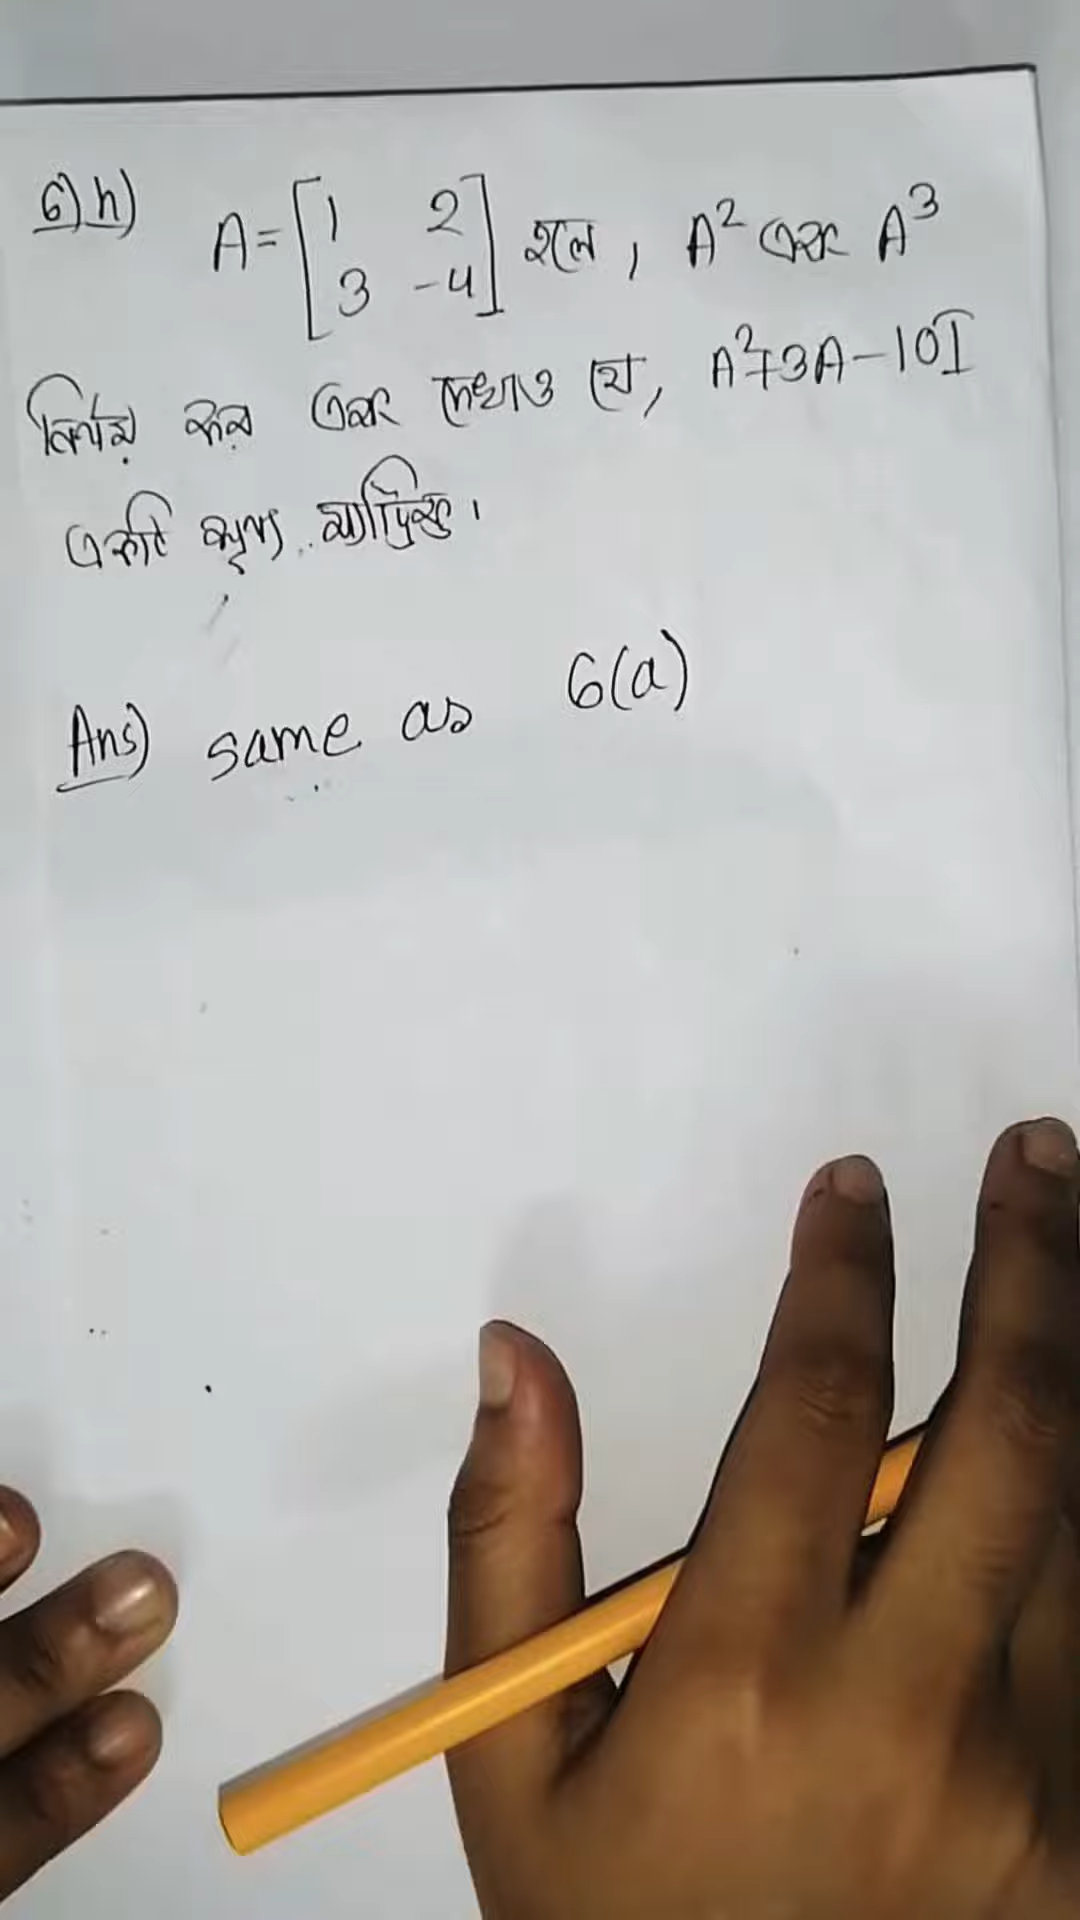 6)h) A = [1 2 3 -4] হলে, A² এবং A³
নির্ণয় কর এবং দেখাও যে, A²+3A-10I
একটি শূন্য ম্যাট্রিক্স।
Ans) same as 6(a)